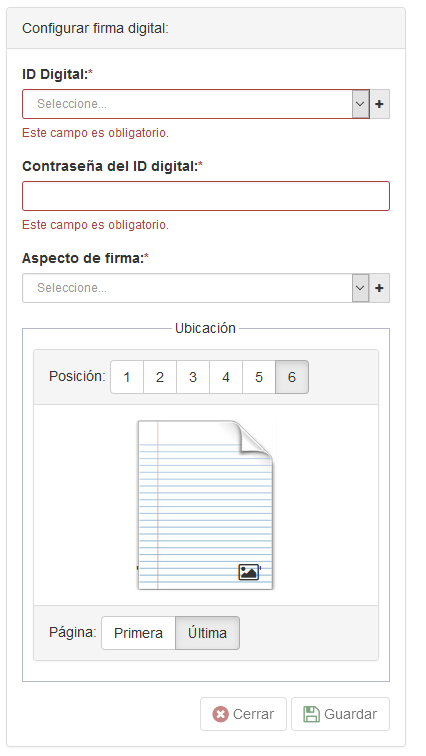 Configurar firma digital:
ID Digital:*
Seleccione...
+
Este campo es obligatorio.
Contraseña del ID digital:*
Este campo es obligatorio.
Aspecto de firma:*
Seleccione...
+
Ubicación
Posición: 1 2 3 4 5 6
Página: Primera Última
Cerrar Guardar